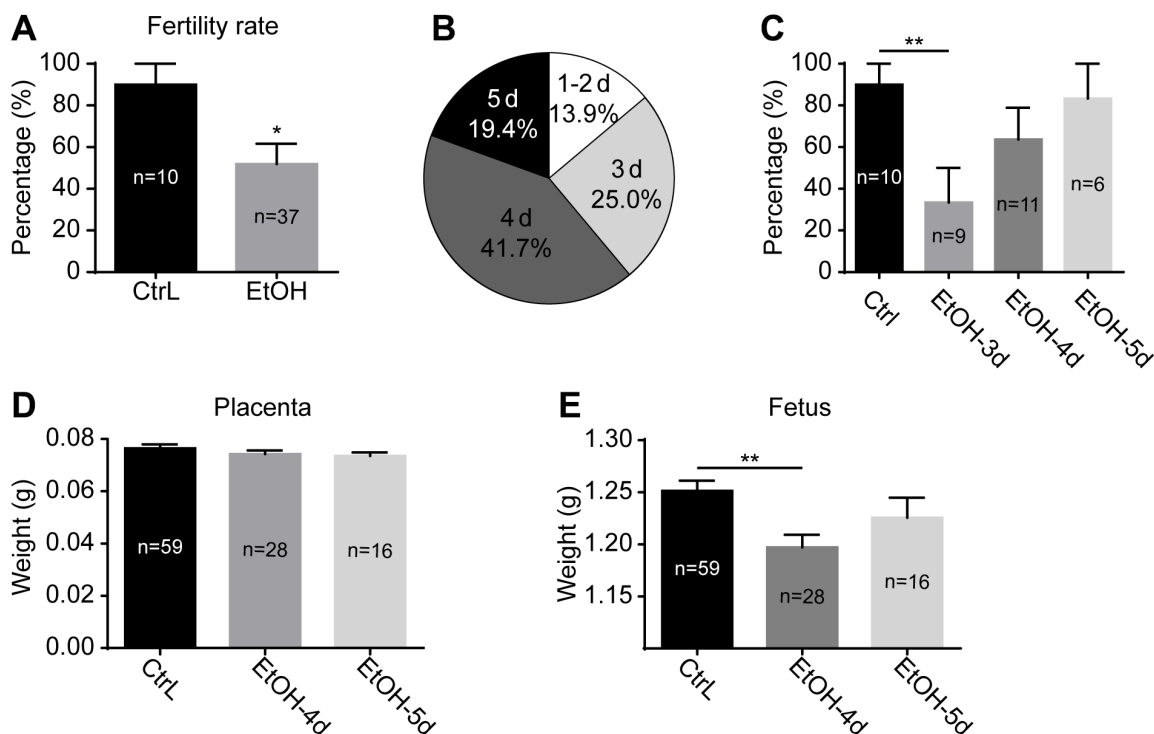 A
Fertility rate
Percentage (%)
100
80
60
40
20
0
n=10
*
n=37
CtrL
EtOH
B
1-2 d
13.9%
3 d
25.0%
4 d
41.7%
5 d
19.4%
C
Percentage (%)
100
80
60
40
20
0
**
n=10
n=9
n=11
n=6
Ctrl
EtOH-3d
EtOH-4d
EtOH-5d
D
Placenta
Weight (g)
0.08
0.06
0.04
0.02
0.00
n=59
n=28
n=16
CtrL
EtOH-4d
EtOH-5d
E
Fetus
Weight (g)
1.30
1.25
1.20
1.15
**
n=59
n=28
n=16
CtrL
EtOH-4d
EtOH-5d